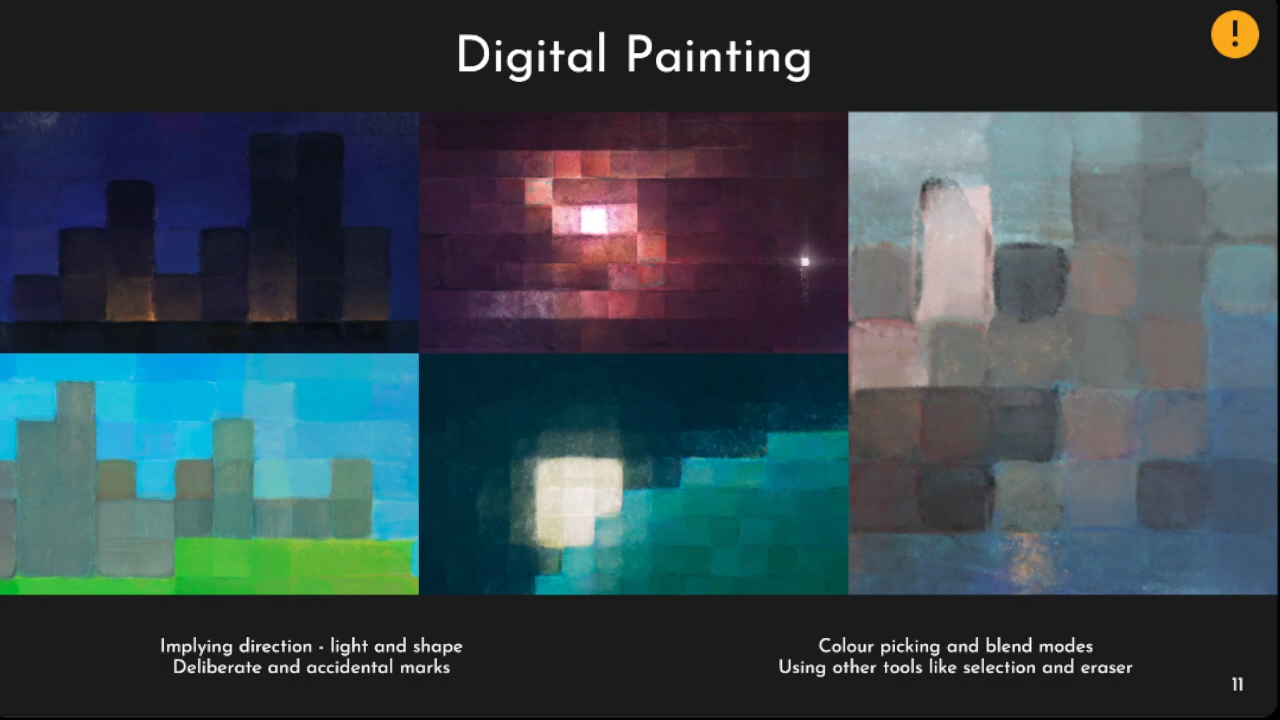 Digital Painting
!
Implying direction - light and shape
Deliberate and accidental marks
Colour picking and blend modes
Using other tools like selection and eraser
11